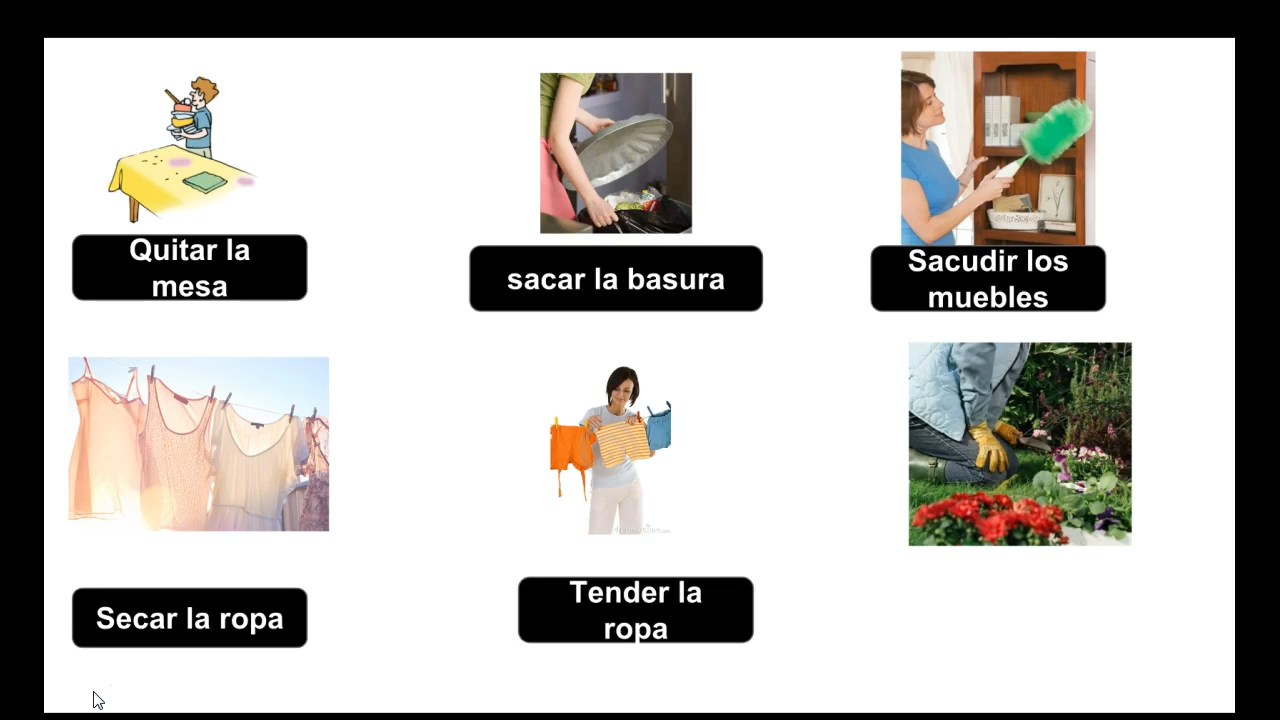 Quitar la
mesa
sacar la basura
Sacudir los
muebles
Secar la ropa
Tender la
ropa